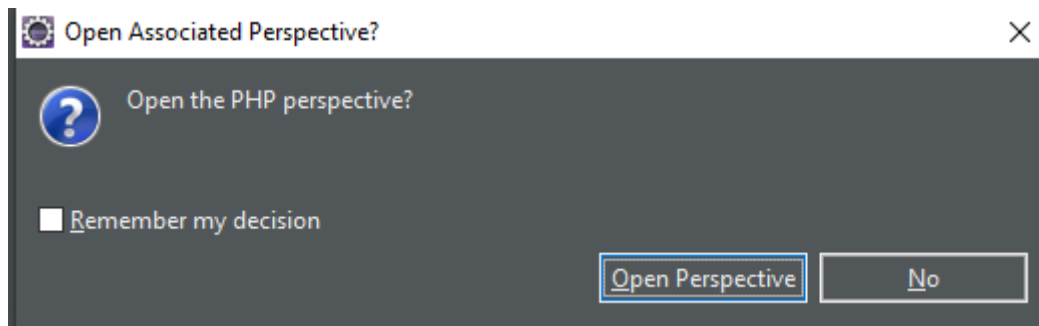 Open Associated Perspective?
Open the PHP perspective?
Remember my decision
Open Perspective
No